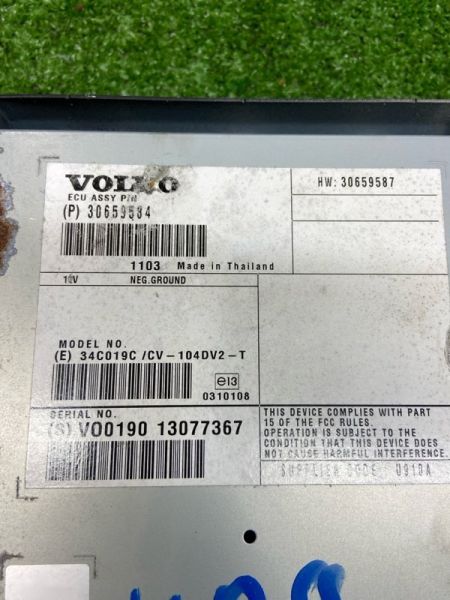 VOLVO
ECU ASSY P/N
(P) 30659584
HW: 30659587
1103 Made in Thailand
12V NEG.GROUND
MODEL NO.
(E) 34C019C /CV-104DV2-T
e13
0310108
SERIAL NO.
(S) VO0190 13077367
THIS DEVICE COMPLIES WITH PART
15 OF THE FCC RULES.
OPERATION IS SUBJECT TO THE
CONDITION THAT THIS DEVICE DOES
NOT CAUSE HARMFUL INTERFERENCE.
SUPPLIER CODE